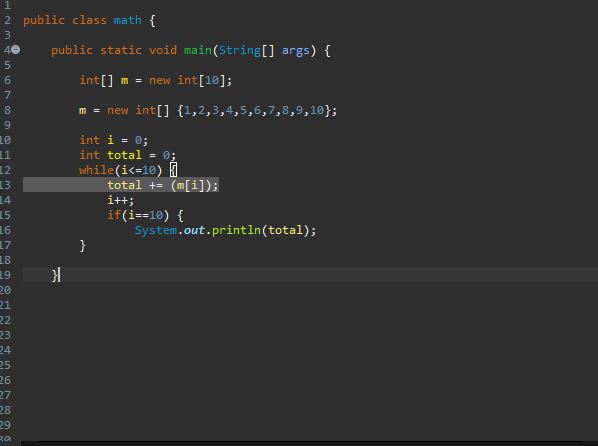 1
2 public class math {
3
4 public static void main(String[] args) {
5
6 int[] m = new int[10];
7
8 m = new int[] {1,2,3,4,5,6,7,8,9,10};
9
10 int i = 0;
11 int total = 0;
12 while(i<=10) {
13 total += (m[i]);
14 i++;
15 if(i==10) {
16 System.out.println(total);
17 }
18
19 }
20
21
22
23
24
25
26
27
28
29
30